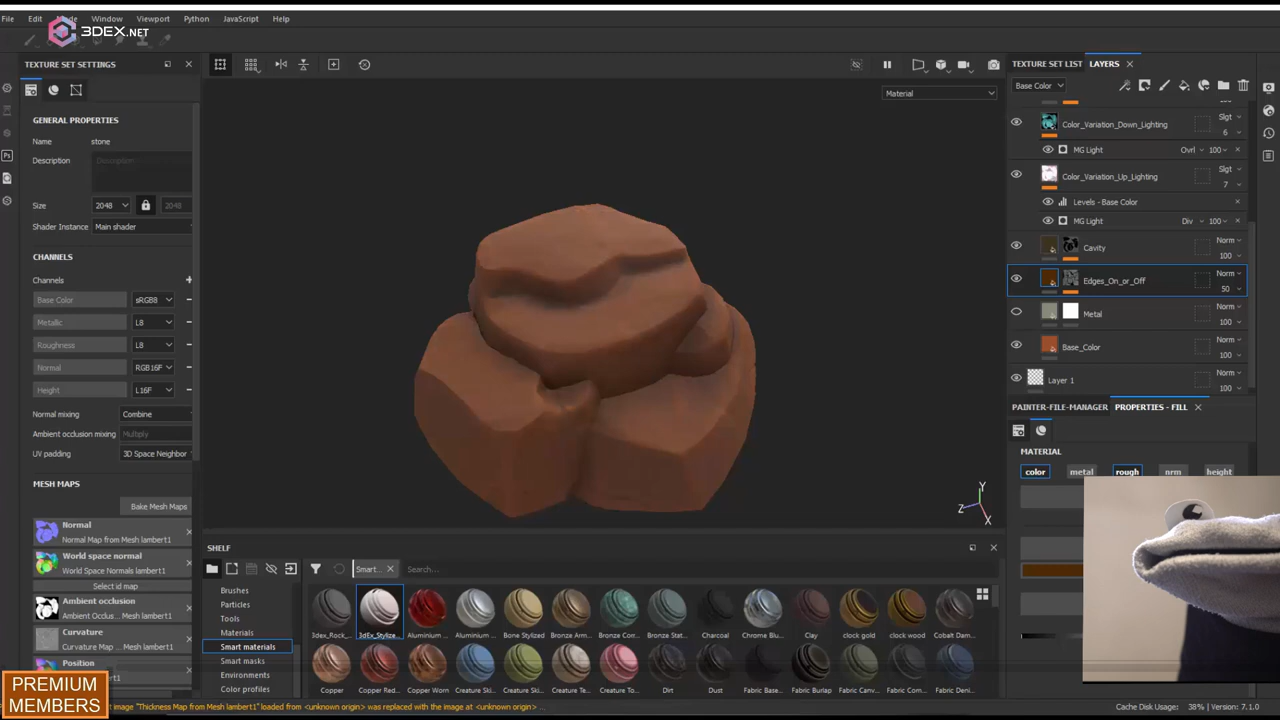 File Edit Mode Window Viewport Python JavaScript Help
3DEX.NET
TEXTURE SET SETTINGS
GENERAL PROPERTIES
Name stone
Description Description
Size 2048 2048
Shader Instance Main shader
CHANNELS
Channels
Base Color sRGB8
Metallic L8
Roughness L8
Normal RGB16F
Height L16F
Normal mixing Combine
Ambient occlusion mixing Multiply
UV padding 3D Space Neighbor
MESH MAPS
Bake Mesh Maps
Normal
Normal Map from Mesh lambert1
World space normal
World Space Normals lambert1
Select id map
Ambient occlusion
Ambient Occlus... Mesh lambert1
Curvature
Curvature Map ... Mesh lambert1
Position
PREMIUM
MEMBERS
Material
Y
Z
X
SHELF
Smart...
Search...
Brushes
Particles
Tools
Materials
Smart materials
Smart masks
Environments
Color profiles
3dex_Rock_... 3dEx_Stylize... Aluminium ... Aluminium ... Bone Stylized Bronze Arm... Bronze Corr... Bronze Stat... Charcoal Chrome Blu... Clay clock gold clock wood Cobalt Dam...
Copper Copper Red... Copper Worn Creature Ski... Creature Ski... Creature Te... Creature To... Dirt Dust Fabric Base... Fabric Burlap Fabric Canv... Fabric Com... Fabric Deni...
TEXTURE SET LIST LAYERS
Base Color
Color_Variation_Down_Lighting Slgt 6
MG Light Ovrl 100
Color_Variation_Up_Lighting Slgt 7
Levels - Base Color
MG Light Div 100
Cavity Norm 100
Edges_On_or_Off Norm 50
Metal Norm 100
Base_Color Norm 100
Layer 1 Norm 100
PAINTER-FILE-MANAGER PROPERTIES - FILL
MATERIAL
color metal rough nrm height
image "Thickness Map from Mesh lambert1" loaded from <unknown origin> was replaced with the image at <unknown origin> ...
Cache Disk Usage: 38% | Version: 7.1.0